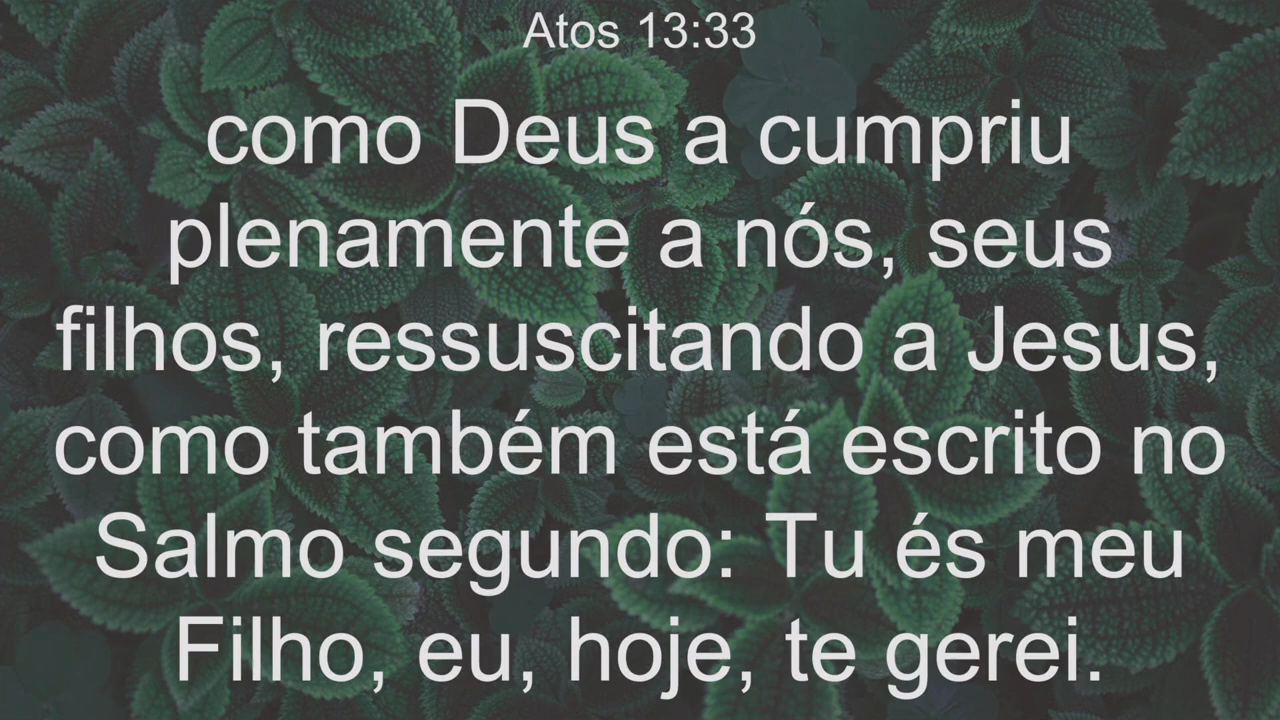 Atos 13:33
como Deus a cumpriu
plenamente a nós, seus
filhos, ressuscitando a Jesus,
como também está escrito no
Salmo segundo: Tu és meu
Filho, eu, hoje, te gerei.